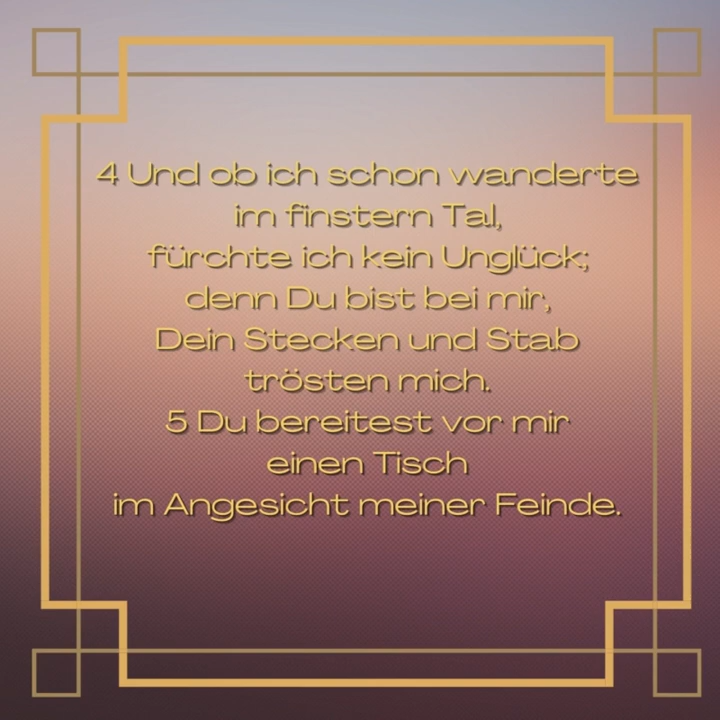 4 Und ob ich schon wanderte
im finstern Tal,
fürchte ich kein Unglück;
denn Du bist bei mir,
Dein Stecken und Stab
trösten mich.
5 Du bereitest vor mir
einen Tisch
im Angesicht meiner Feinde.